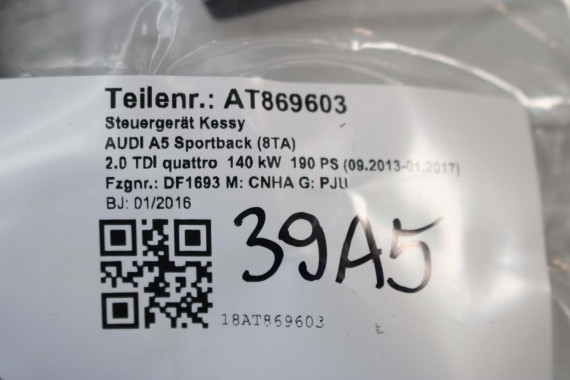 Teilenr.: AT869603
Steuergerät Kessy
AUDI A5 Sportback (8TA)
2.0 TDI quattro 140 kW 190 PS (09.2013-01.2017)
Fzgnr.: DF1693 M: CNHA G: PJU
BJ: 01/2016
39A5
18AT869603